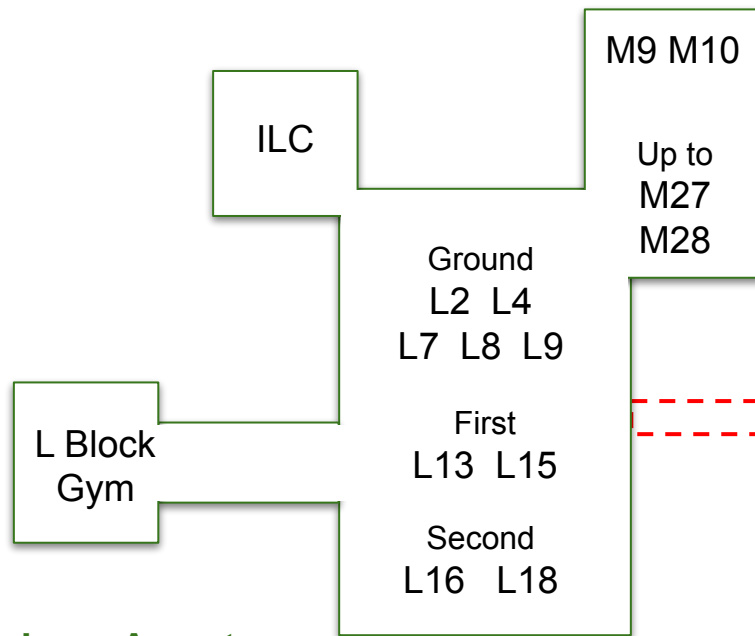 M9 M10
ILC
Up to
M27
M28
Ground
L2 L4
L7 L8 L9
L Block
Gym
First
L13 L15
Second
L16 L18